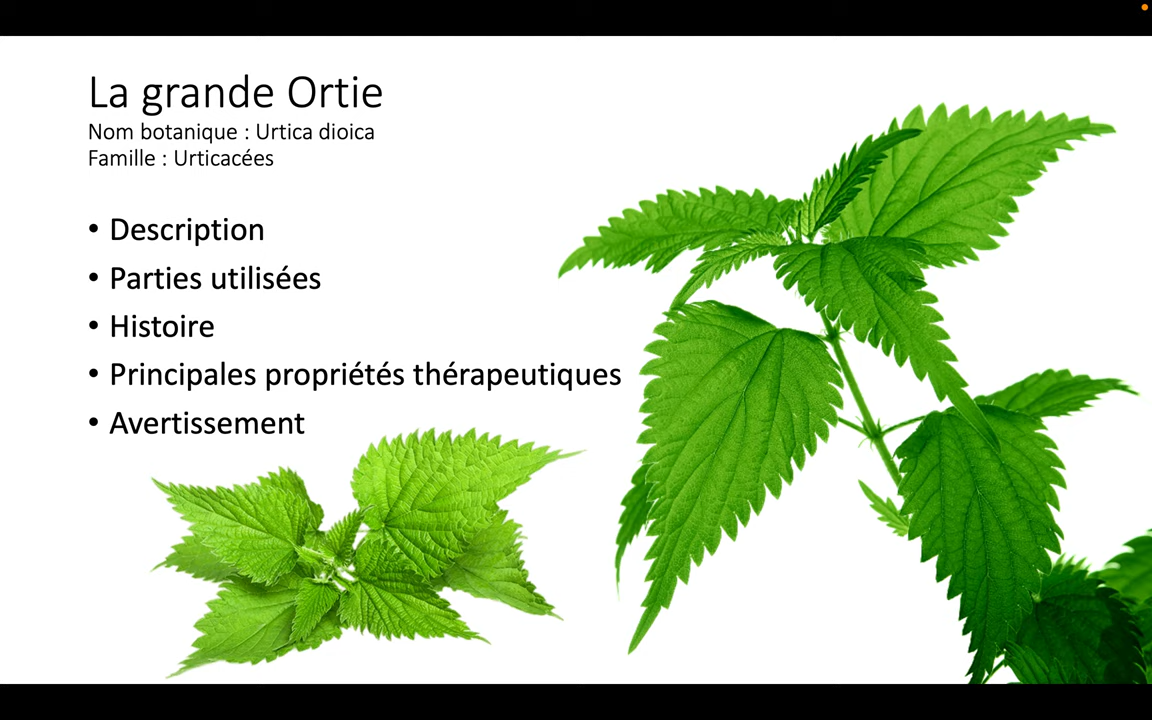 La grande Ortie
Nom botanique : Urtica dioica
Famille : Urticacées
• Description
• Parties utilisées
• Histoire
• Principales propriétés thérapeutiques
• Avertissement